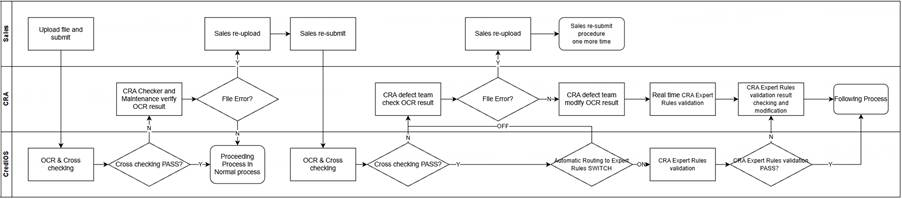 Sales
Upload file and
submit
Sales re-upload
Sales re-submit
Sales re-upload
Sales re-submit
procedure
one more time
Y
Y
CRA
CRA Checker and
Maintenance verify
OCR result
File Error?
CRA defect team
check OCR result
File Error?
N
CRA defect team
modify OCR result
Real time CRA Expert
Rules validation
CRA Expert Rules
validation result
checking and
modification
Following Process
N
N
OFF
N
N
CreditOS
OCR & Cross
checking
Cross checking PASS?
Y
Proceeding
Process in
Normal process
OCR & Cross
checking
Cross checking PASS?
Y
Automatic Routing to Expert
Rules SWITCH
ON
CRA Expert Rules
validation
CRA Expert Rules validation
PASS?
Y